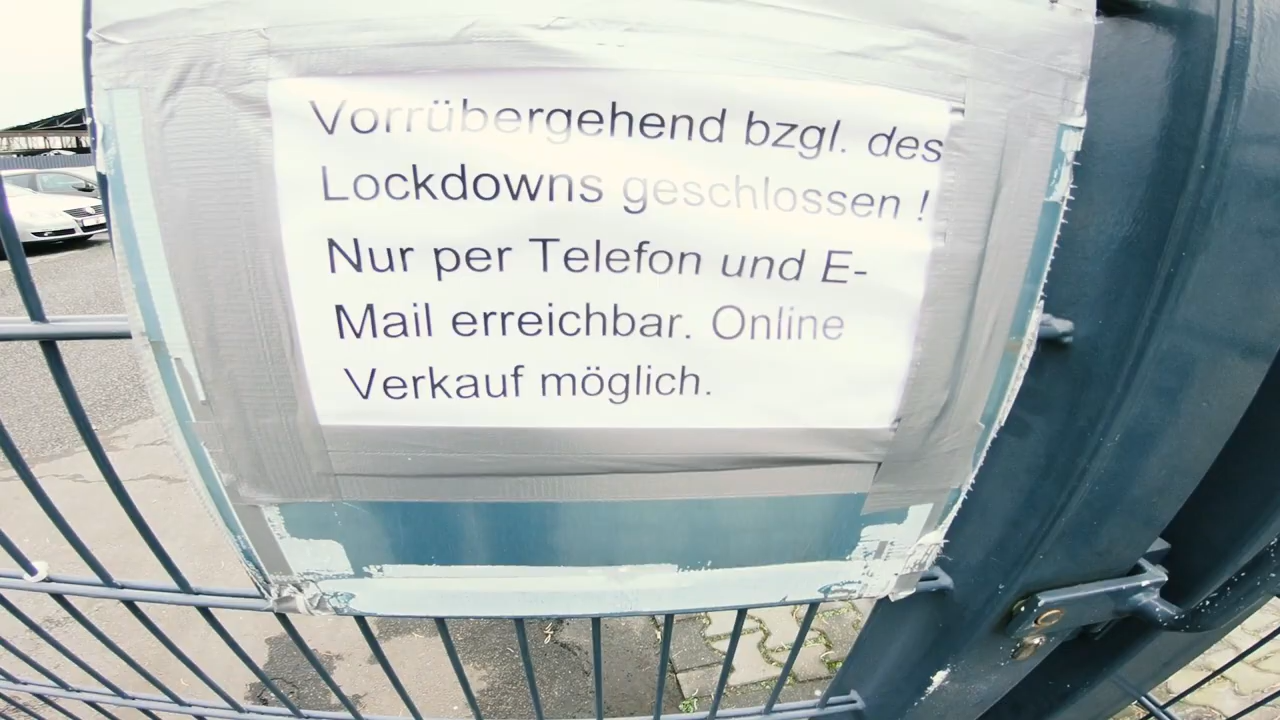 Vorrübergehend bzgl. des
Lockdowns geschlossen !
Nur per Telefon und E-
Mail erreichbar. Online
Verkauf möglich.